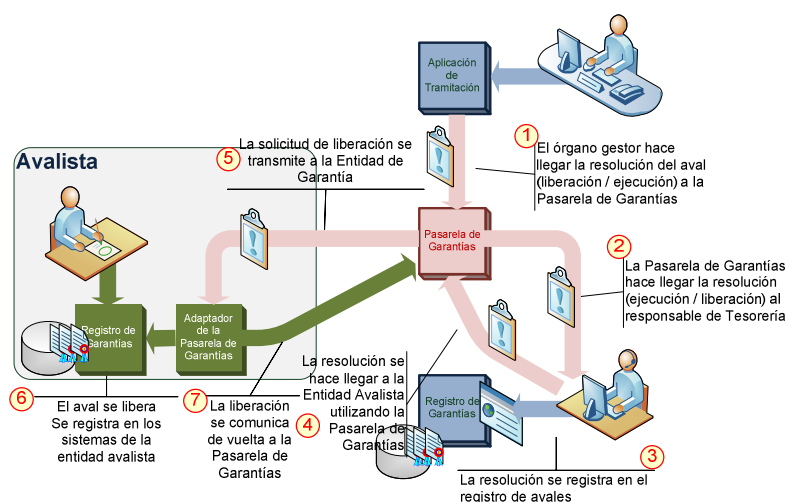 Aplicación
de
Tramitación
1
El órgano gestor hace
llegar la resolución del aval
(liberación / ejecución) a la
Pasarela de Garantías
5
La solicitud de liberación se
transmite a la Entidad de
Garantía
Avalista
Pasarela de
Garantías
2
La Pasarela de Garantías
hace llegar la resolución
(ejecución / liberación) al
responsable de Tesorería
Registro de
Garantías
Adaptador
de la
Pasarela de
Garantías
La resolución se
hace llegar a la
Entidad Avalista
utilizando la
Pasarela de
Garantías
4
Registro de
Garantías
6
El aval se libera
Se registra en los
sistemas de la
entidad avalista
7
La liberación
se comunica
de vuelta a la
Pasarela de
Garantías
3
La resolución se registra en el
registro de avales